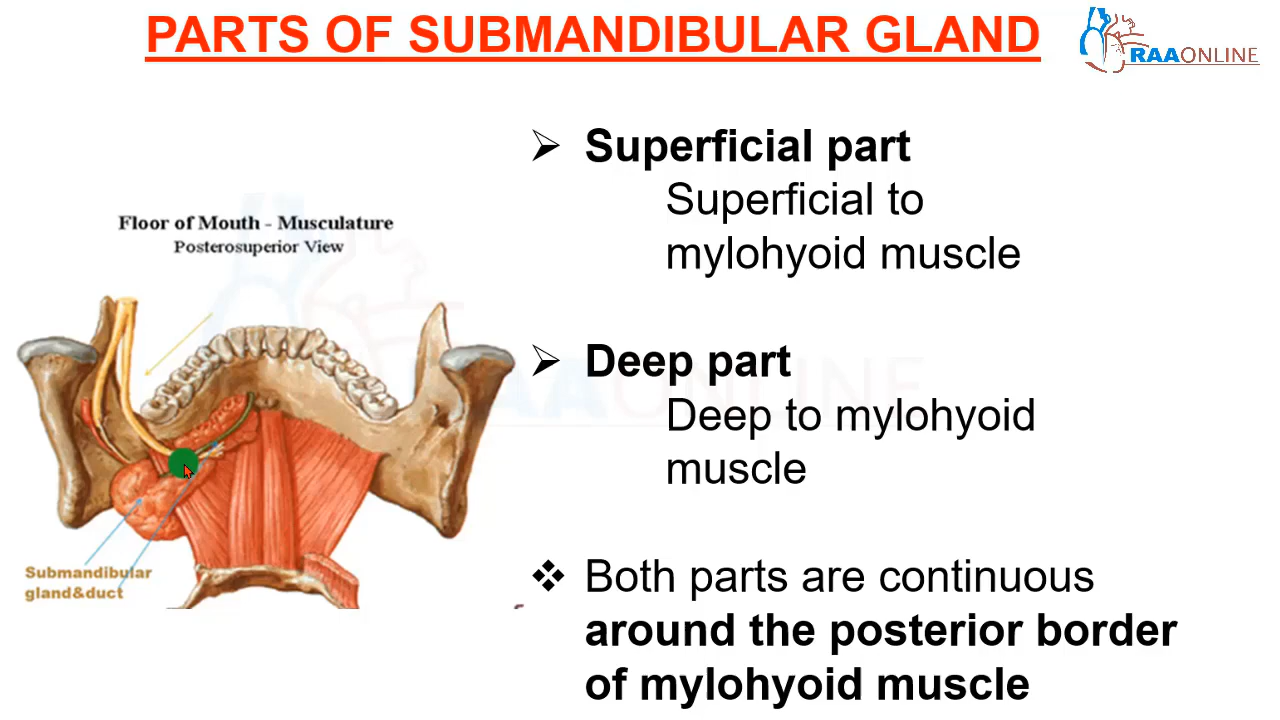 PARTS OF SUBMANDIBULAR GLAND
RAAONLINE
➢ Superficial part
Superficial to
mylohyoid muscle
Floor of Mouth - Musculature
Posterosuperior View
➢ Deep part
Deep to mylohyoid
muscle
RAAONLINE
Submandibular
gland&duct
❖ Both parts are continuous
around the posterior border
of mylohyoid muscle